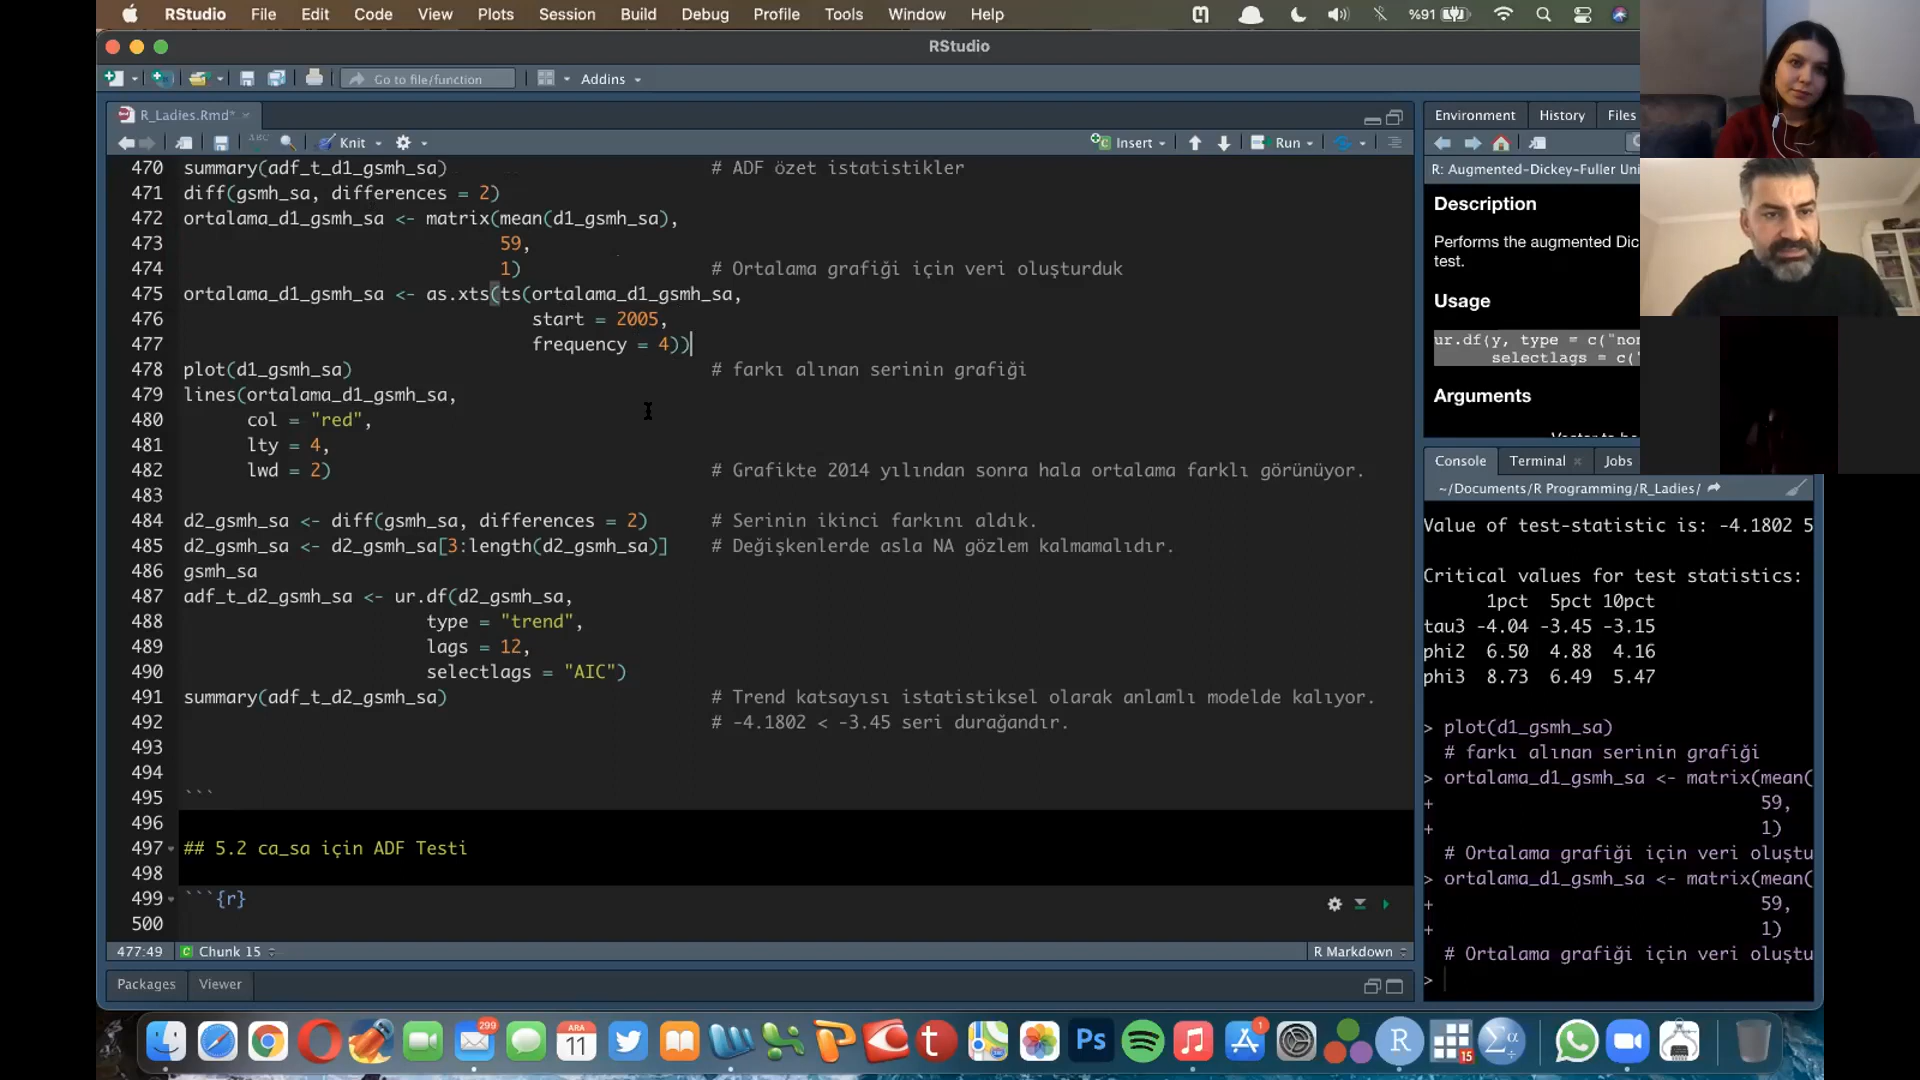 RStudio File Edit Code View Plots Session Build Debug Profile Tools Window Help %91
RStudio
Go to file/function Addins
R_Ladies.Rmd*
Knit Insert Run
470 summary(adf_t_d1_gsmh_sa) # ADF özet istatistikler
471 diff(gsmh_sa, differences = 2)
472 ortalama_d1_gsmh_sa <- matrix(mean(d1_gsmh_sa),
473 59,
474 1) # Ortalama grafiği için veri oluşturduk
475 ortalama_d1_gsmh_sa <- as.xts(ts(ortalama_d1_gsmh_sa,
476 start = 2005,
477 frequency = 4))
478 plot(d1_gsmh_sa) # farkı alınan serinin grafiği
479 lines(ortalama_d1_gsmh_sa,
480 col = "red",
481 lty = 4,
482 lwd = 2) # Grafikte 2014 yılından sonra hala ortalama farklı görünüyor.
483
484 d2_gsmh_sa <- diff(gsmh_sa, differences = 2) # Serinin ikinci farkını aldık.
485 d2_gsmh_sa <- d2_gsmh_sa[3:length(d2_gsmh_sa)] # Değişkenlerde asla NA gözlem kalmamalıdır.
486 gsmh_sa
487 adf_t_d2_gsmh_sa <- ur.df(d2_gsmh_sa,
488 type = "trend",
489 lags = 12,
490 selectlags = "AIC")
491 summary(adf_t_d2_gsmh_sa) # Trend katsayısı istatistiksel olarak anlamlı modelde kalıyor.
492 # -4.1802 < -3.45 seri durağandır.
493
494
495 ```
496
497 ## 5.2 ca_sa için ADF Testi
498
499 ```{r}
500
477:49 Chunk 15 R Markdown
Packages Viewer
Environment History Files
R: Augmented-Dickey-Fuller Uni
Description
Performs the augmented Dic
test.
Usage
ur.df(y, type = c("nor
selectlags = c("
Arguments
Console Terminal Jobs
~/Documents/R Programming/R_Ladies/
Value of test-statistic is: -4.1802 5
Critical values for test statistics:
1pct 5pct 10pct
tau3 -4.04 -3.45 -3.15
phi2 6.50 4.88 4.16
phi3 8.73 6.49 5.47
> plot(d1_gsmh_sa)
# farkı alınan serinin grafiği
> ortalama_d1_gsmh_sa <- matrix(mean(
+ 59,
+ 1)
# Ortalama grafiği için veri oluştu
> ortalama_d1_gsmh_sa <- matrix(mean(
+ 59,
+ 1)
# Ortalama grafiği için veri oluştu
>
299
ARA
11
t
Ps
1
R
15
Σα